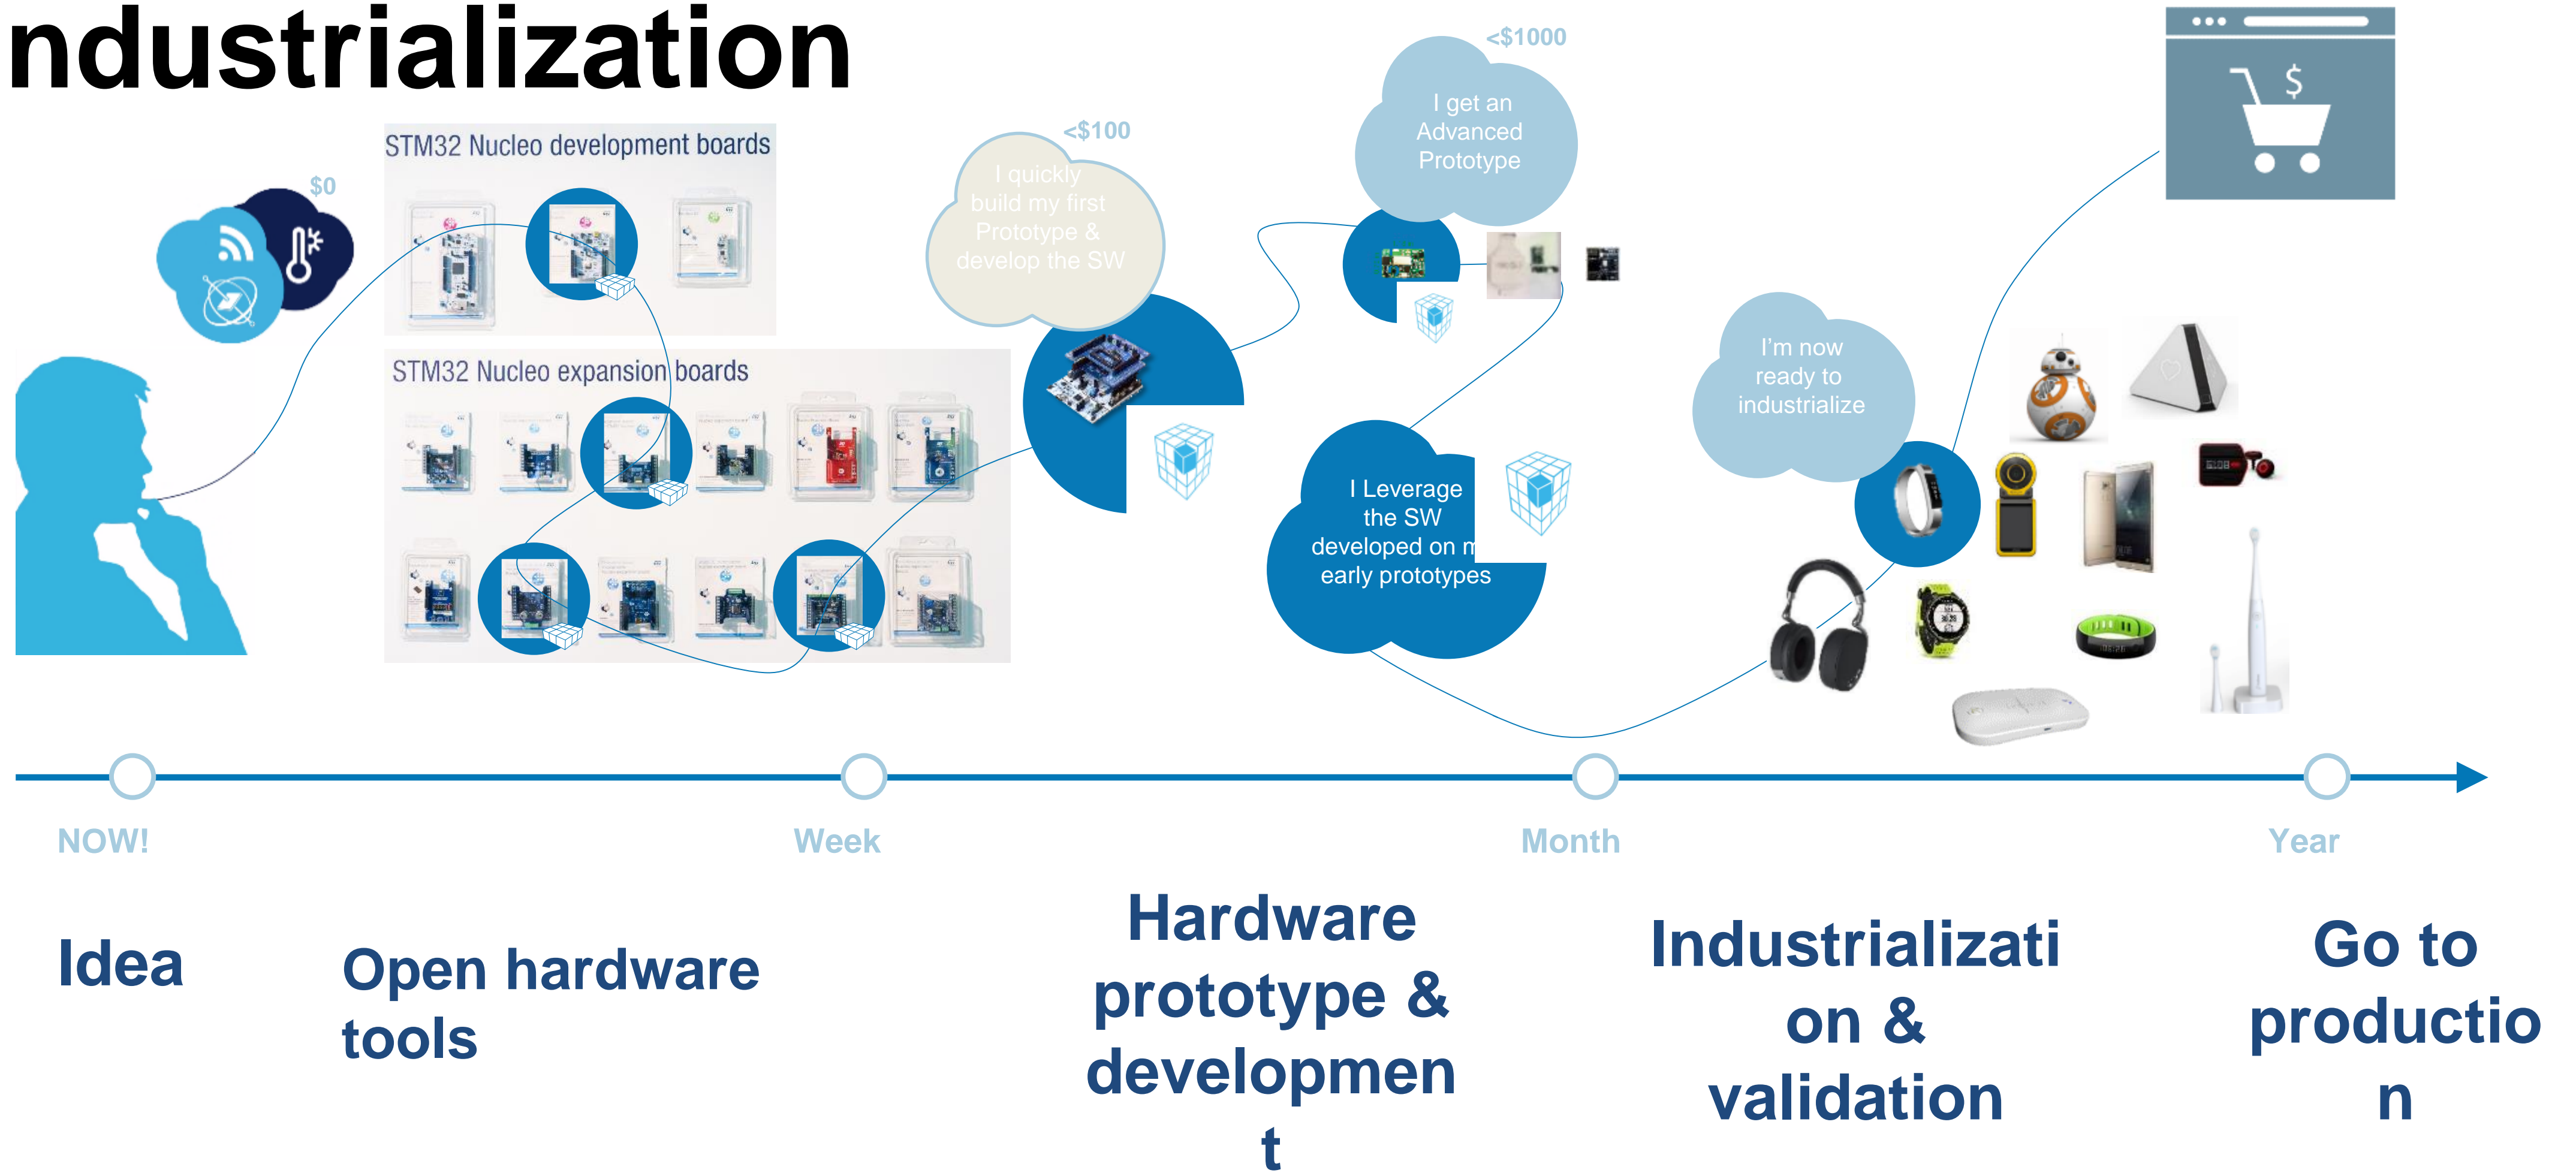 ndustrialization
<$1000
I get an
Advanced
Prototype
$
<$100
STM32 Nucleo development boards
$0
I quickly
build my first
Prototype &
develop the SW
STM32 Nucleo expansion boards
I'm now
ready to
industrialize
I Leverage
the SW
developed on m
early prototypes
NOW!
Week
Month
Year
Idea
Open hardware
tools
Hardware
prototype &
developmen
t
Industrializati
on &
validation
Go to
productio
n